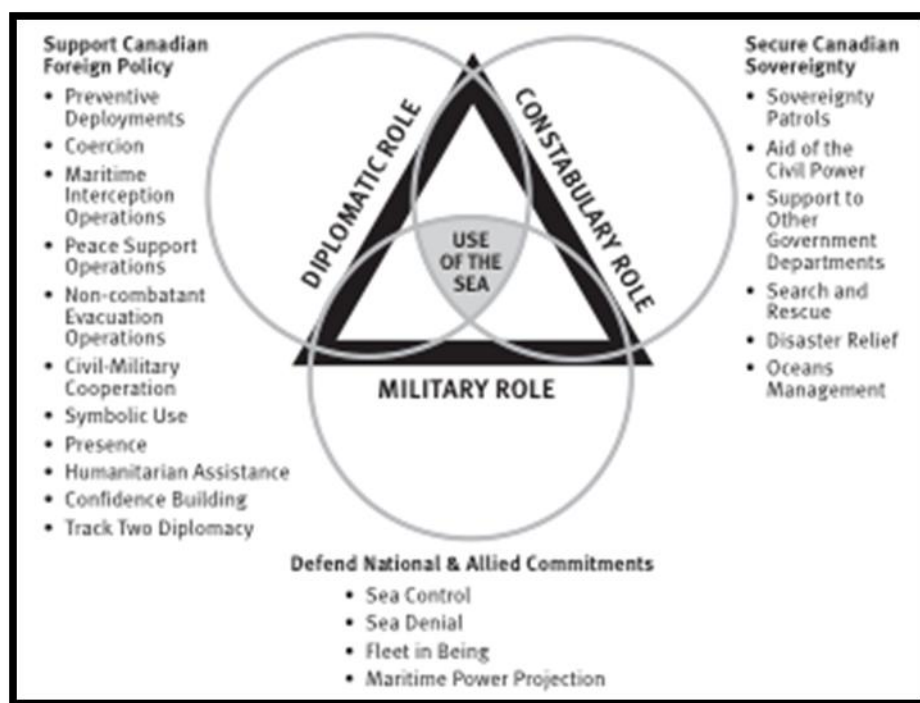 Support Canadian
Foreign Policy
• Preventive
Deployments
• Coercion
• Maritime
Interception
Operations
• Peace Support
Operations
• Non-combatant
Evacuation
Operations
• Civil-Military
Cooperation
• Symbolic Use
• Presence
• Humanitarian Assistance
• Confidence Building
• Track Two Diplomacy
DIPLOMATIC ROLE
CONSTABULARY ROLE
USE
OF THE
SEA
MILITARY ROLE
Secure Canadian
Sovereignty
• Sovereignty
Patrols
• Aid of the
Civil Power
• Support to
Other
Government
Departments
• Search and
Rescue
• Disaster Relief
• Oceans
Management
Defend National & Allied Commitments
• Sea Control
• Sea Denial
• Fleet in Being
• Maritime Power Projection